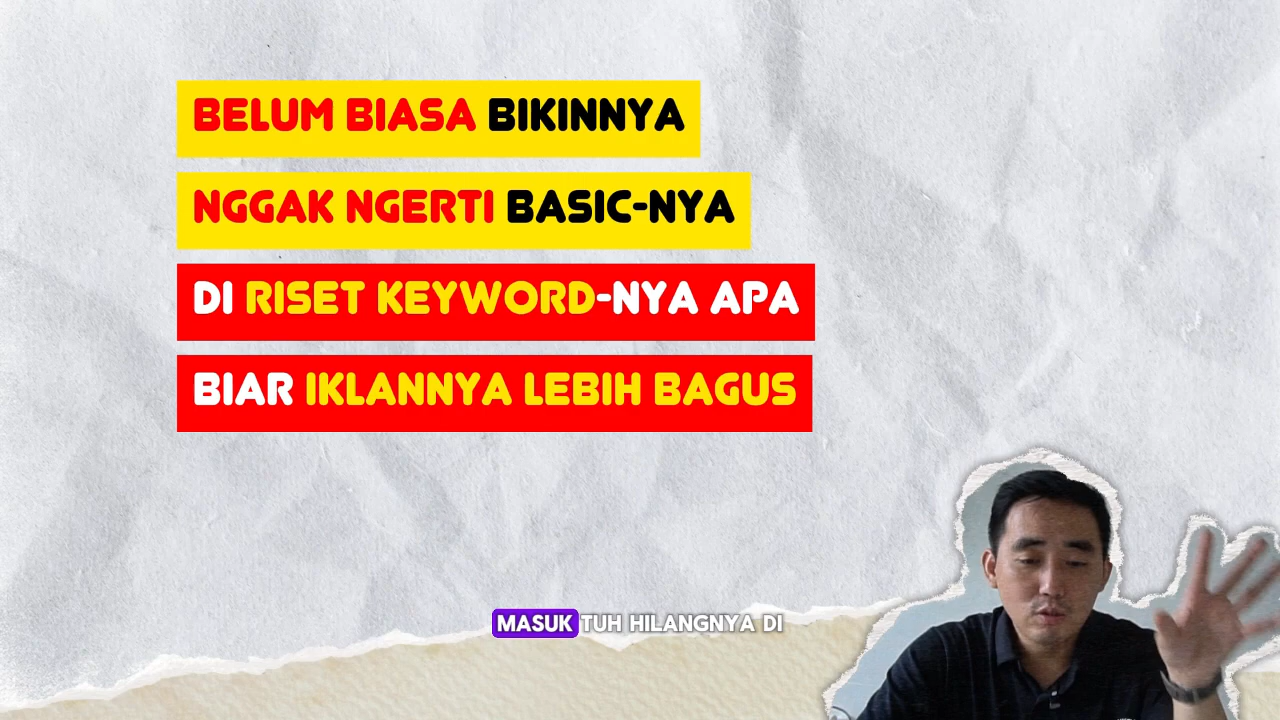 BELUM BIASA BIKINNYA
NGGAK NGERTI BASIC-NYA
DI RISET KEYWORD-NYA APA
BIAR IKLANNYA LEBIH BAGUS
MASUK TUH HILANGNYA DI